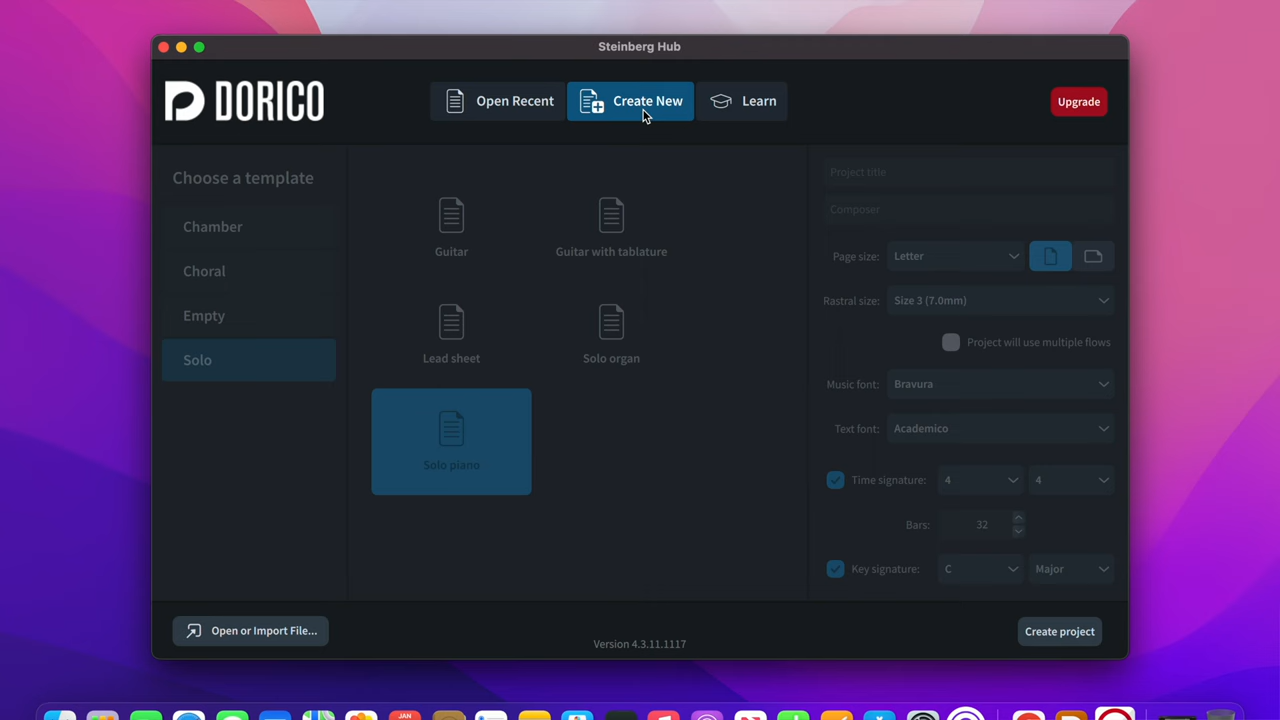 Steinberg Hub
DORICO
Open Recent
Create New
Learn
Upgrade
Choose a template
Chamber
Choral
Empty
Solo
Guitar
Guitar with tablature
Lead sheet
Solo organ
Solo piano
Project title
Composer
Page size:
Letter
Rastral size:
Size 3 (7.0mm)
Project will use multiple flows
Music font:
Bravura
Text font:
Academico
Time signature:
4
4
Bars:
32
Key signature:
C
Major
Open or Import File...
Version 4.3.11.1117
Create project
JAN